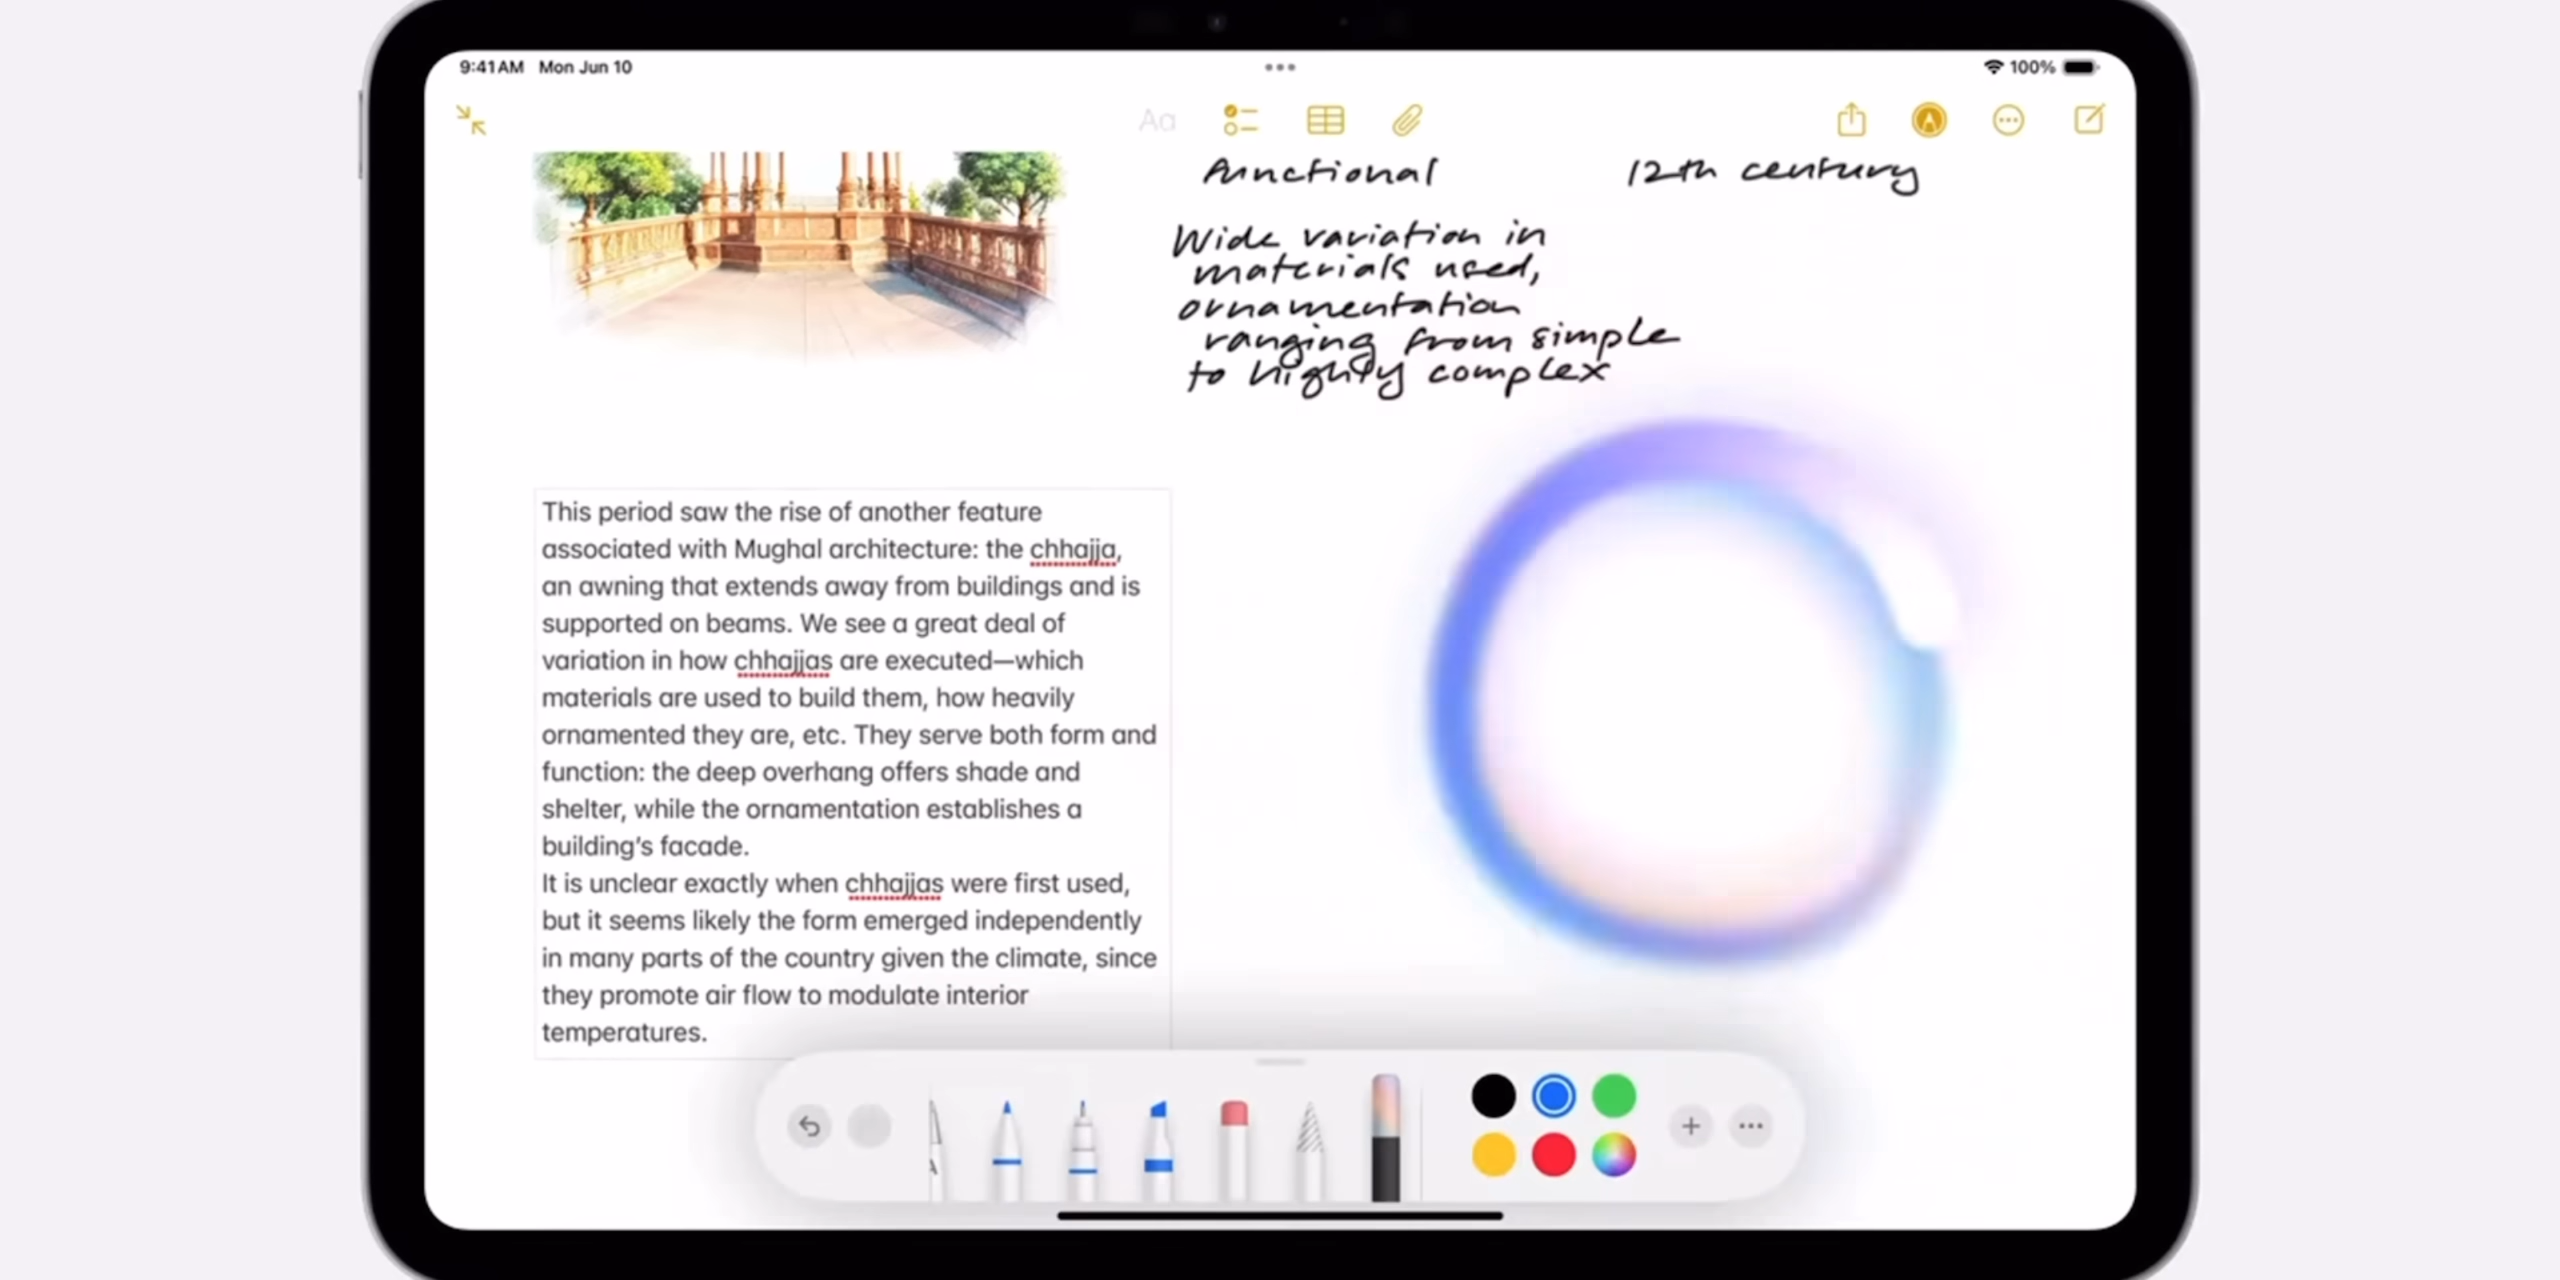 9:41AM Mon Jun 10
100%
Aa
functional
12th century
Wide variation in
materials used,
ornamentation
ranging from simple
to highly complex
This period saw the rise of another feature
associated with Mughal architecture: the chhajja,
an awning that extends away from buildings and is
supported on beams. We see a great deal of
variation in how chhajjas are executed—which
materials are used to build them, how heavily
ornamented they are, etc. They serve both form and
function: the deep overhang offers shade and
shelter, while the ornamentation establishes a
building's facade.
It is unclear exactly when chhajjas were first used,
but it seems likely the form emerged independently
in many parts of the country given the climate, since
they promote air flow to modulate interior
temperatures.
A